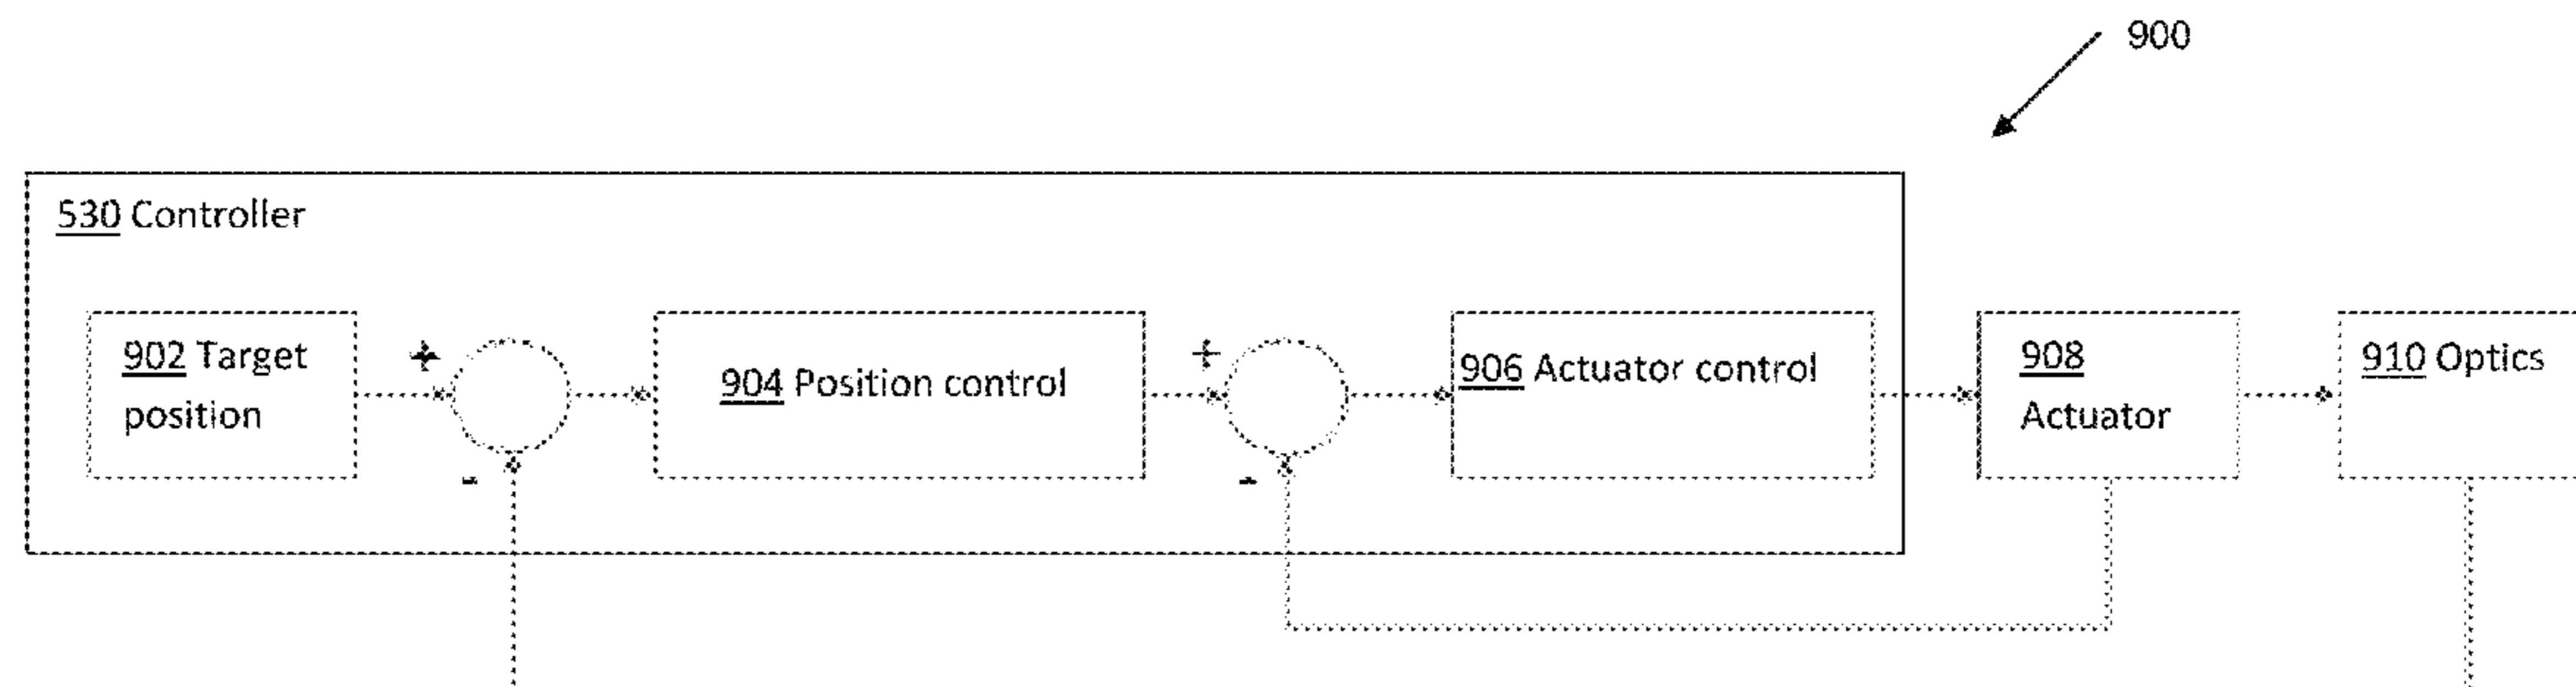 900
530 Controller
+
+
902 Target
position
904 Position control
906 Actuator control
908
Actuator
910 Optics
-
-